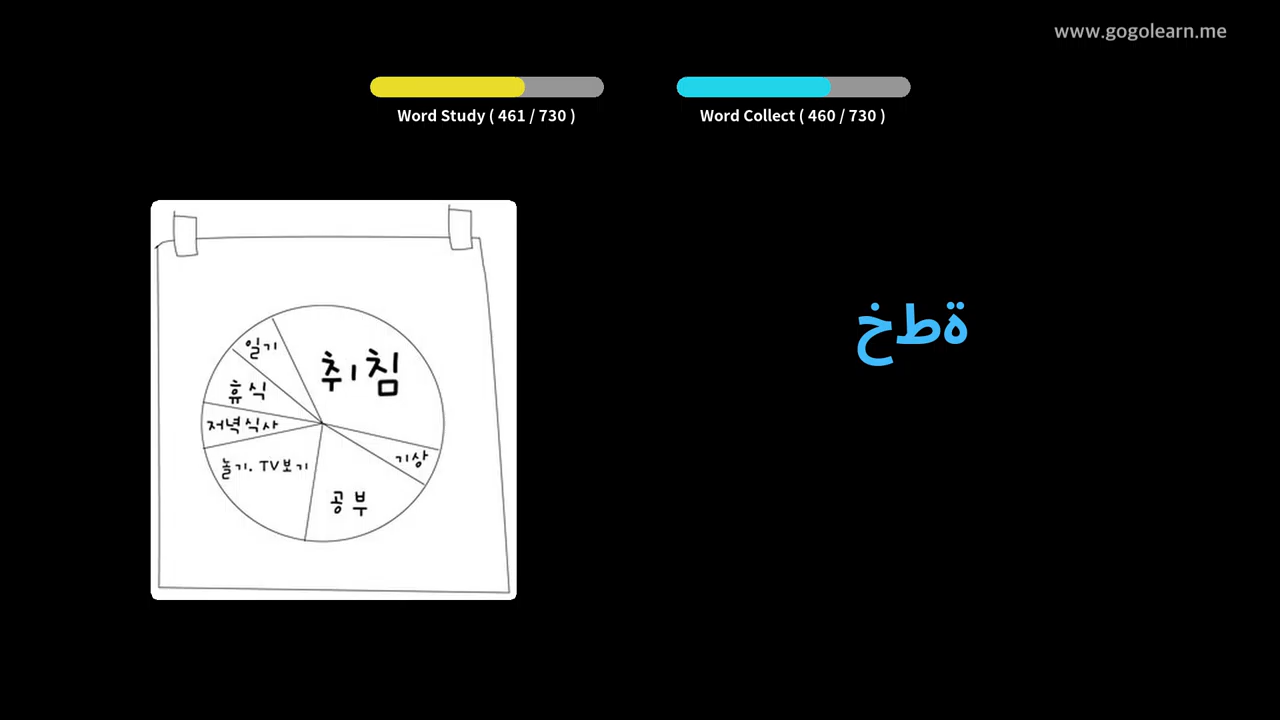 www.gogolearn.me
Word Study ( 461 / 730 )
Word Collect ( 460 / 730 )
일기
취침
휴식
저녁식사
놀기. TV보기
기상
공부
ةطخ